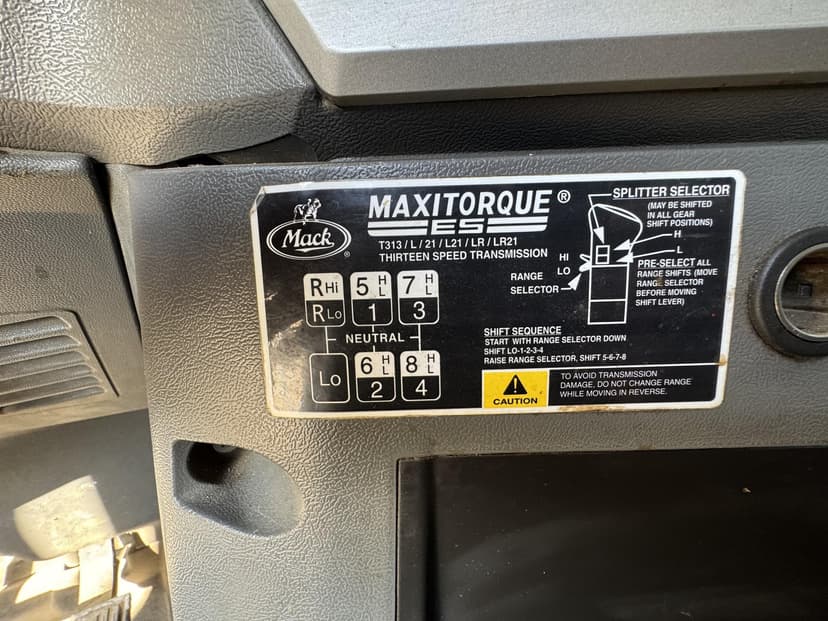 Mack
®
MAXITORQUE®
ES
T313 / L / 21 / L21 / LR / LR21
THIRTEEN SPEED TRANSMISSION
SPLITTER SELECTOR
(MAY BE SHIFTED
IN ALL GEAR
SHIFT POSITIONS)
H
L
HI
LO
RANGE
SELECTOR
PRE-SELECT ALL
RANGE SHIFTS (MOVE
RANGE SELECTOR
BEFORE MOVING
SHIFT LEVER)
R HI 5 H L 7 H L
R LO 1 3
NEUTRAL
LO 6 H L 8 H L
2 4
SHIFT SEQUENCE
START WITH RANGE SELECTOR DOWN
SHIFT LO-1-2-3-4
RAISE RANGE SELECTOR, SHIFT 5-6-7-8
CAUTION
TO AVOID TRANSMISSION
DAMAGE, DO NOT CHANGE RANGE
WHILE MOVING IN REVERSE.